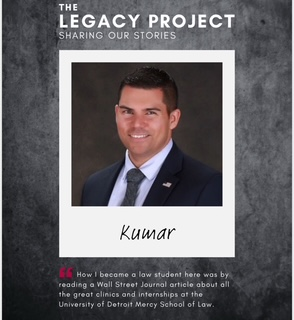 THE
LEGACY PROJECT
SHARING OUR STORIES
Kumar
“ How I became a law student here was by
reading a Wall Street Journal article about all
the great clinics and internships at the
University of Detroit Mercy School of Law.